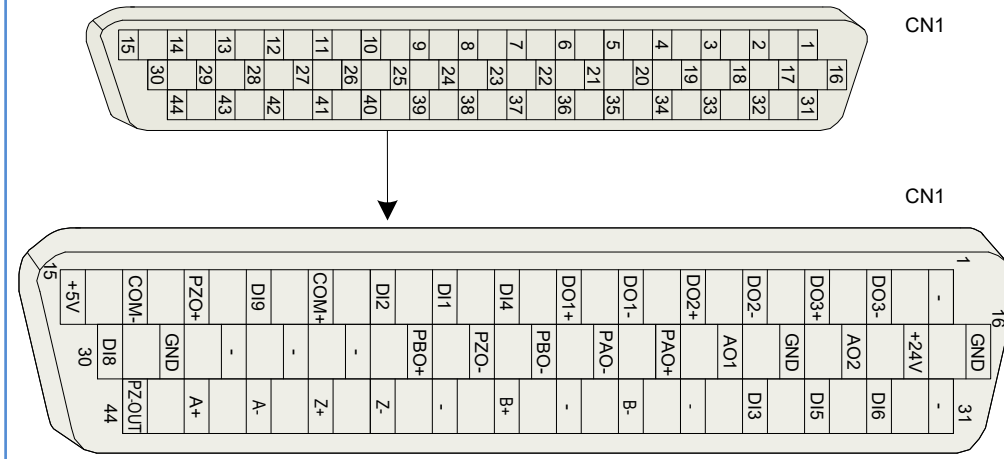 CN1
15 14 13 12 11 10 9 8 7 6 5 4 3 2 1
30 29 28 27 26 25 24 23 22 21 20 19 18 17 16
44 43 42 41 40 39 38 37 36 35 34 33 32 31
CN1
15 1
+5V COM- PZO+ DI9 COM+ DI2 DI1 DI4 DO1+ DO1- DO2+ DO2- DO3+ DO3- -
16
30 DI8 GND - - - PBO+ PZO- PBO- PAO- PAO+ AO1 GND AO2 +24V GND
44 PZ-OUT A+ A- Z+ Z- - B+ - B- - DI3 DI5 DI6 - 31